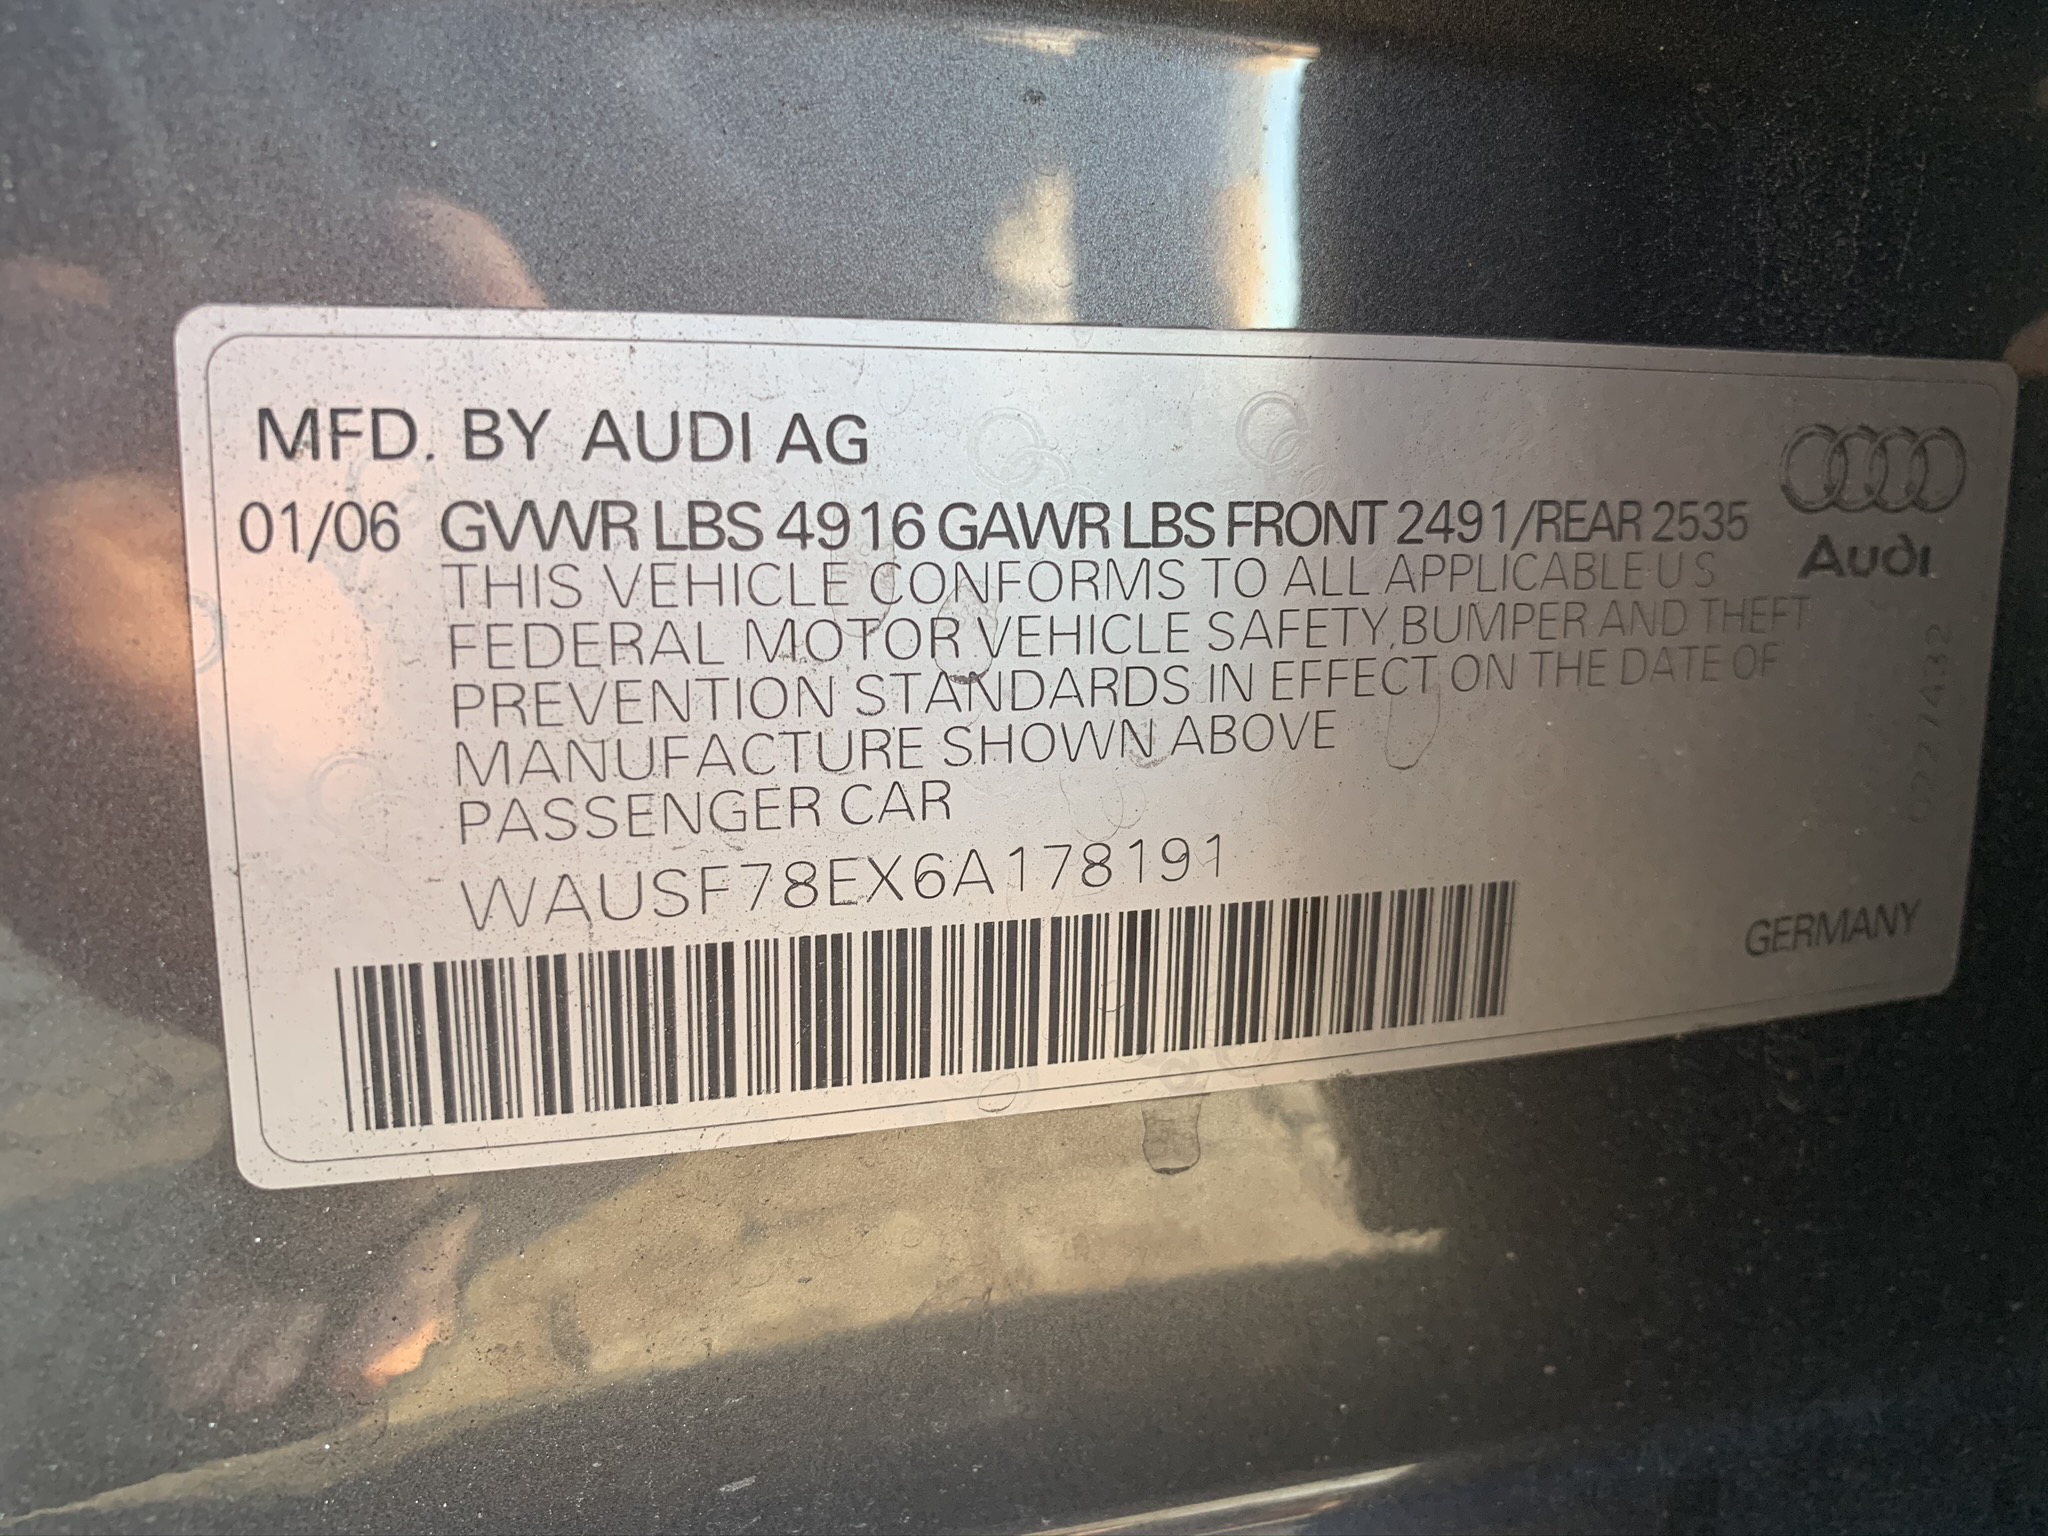 MFD. BY AUDI AG
01/06 GVWR LBS 4916 GAWR LBS FRONT 2491/REAR 2535
THIS VEHICLE CONFORMS TO ALL APPLICABLE U S
FEDERAL MOTOR VEHICLE SAFETY, BUMPER AND THEFT
PREVENTION STANDARDS IN EFFECT ON THE DATE OF
MANUFACTURE SHOWN ABOVE
PASSENGER CAR
WAUSF78EX6A178191
Audi
GERMANY